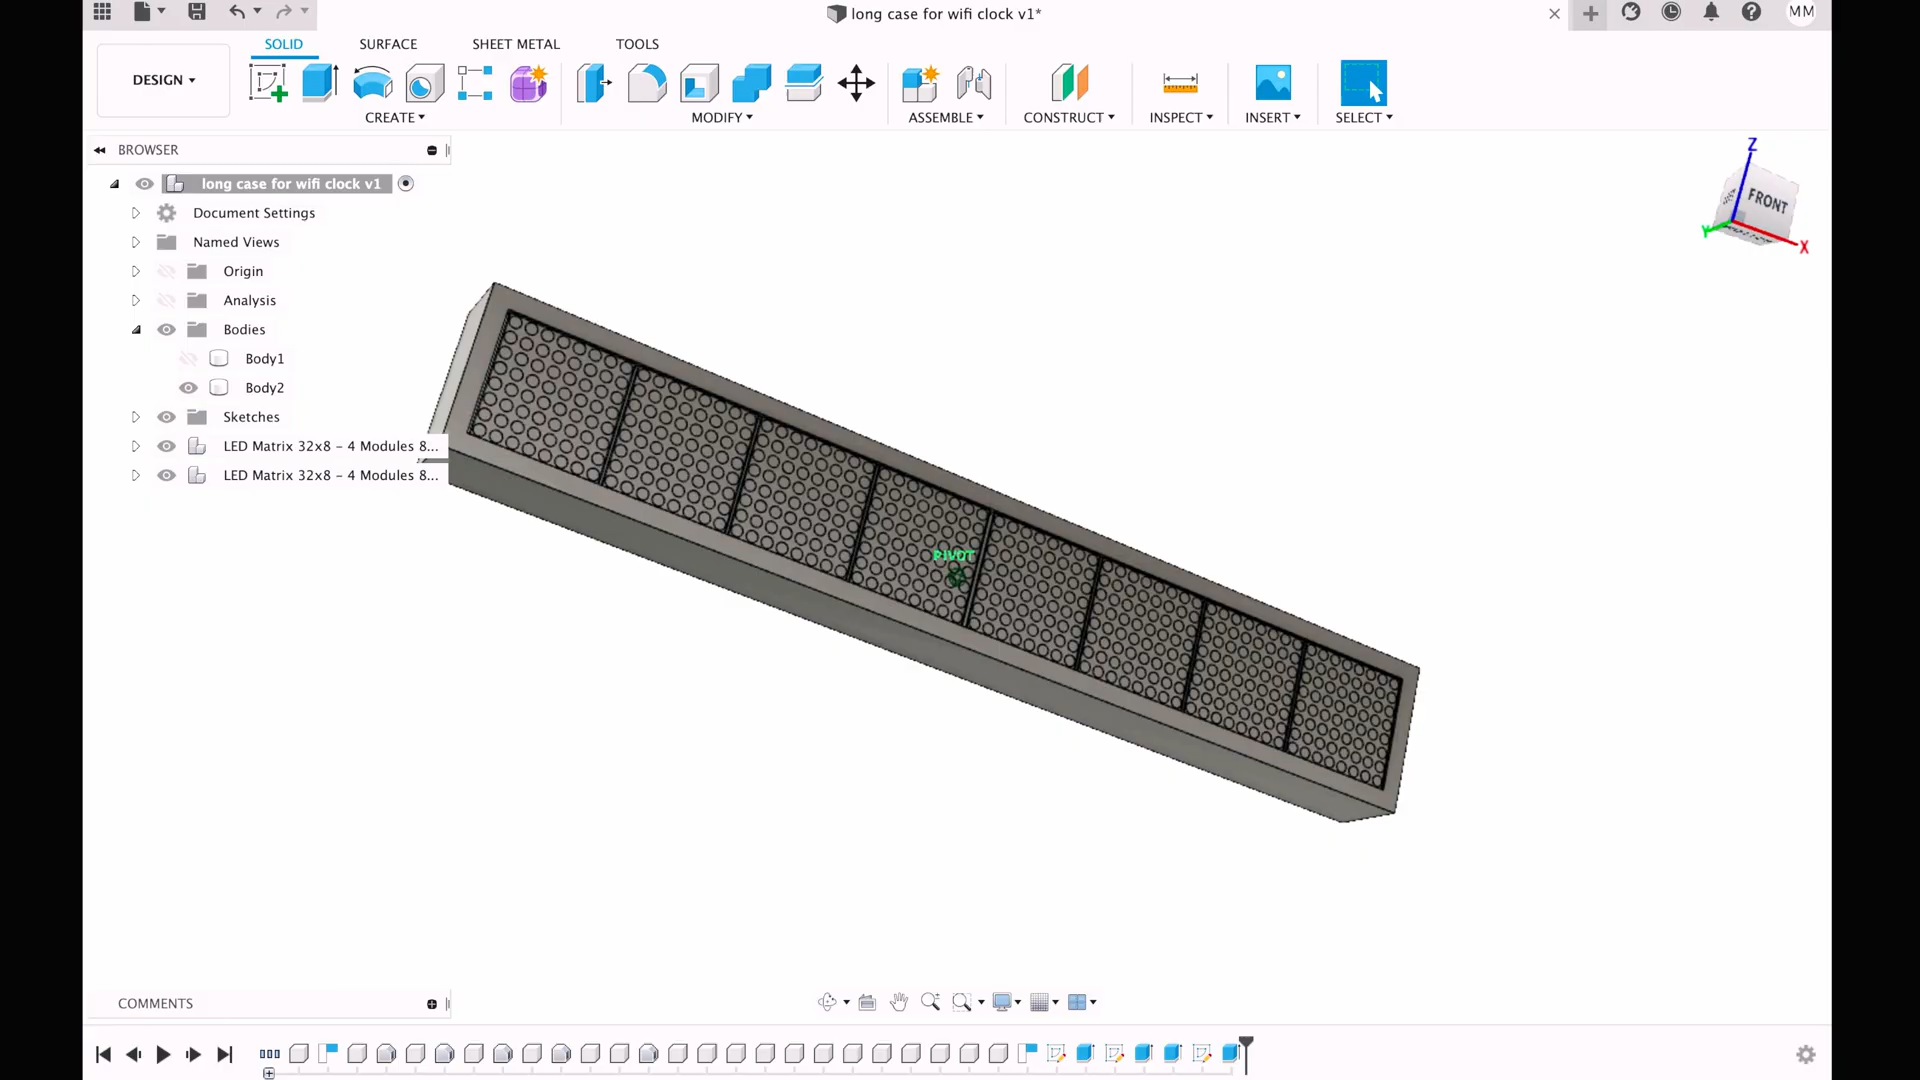 long case for wifi clock v1*
MM
DESIGN
SOLID
SURFACE
SHEET METAL
TOOLS
CREATE
MODIFY
ASSEMBLE
CONSTRUCT
INSPECT
INSERT
SELECT
BROWSER
long case for wifi clock v1
Document Settings
Named Views
Origin
Analysis
Bodies
Body1
Body2
Sketches
LED Matrix 32x8 – 4 Modules 8...
LED Matrix 32x8 – 4 Modules 8...
Z
FRONT
Y
X
PIVOT
COMMENTS